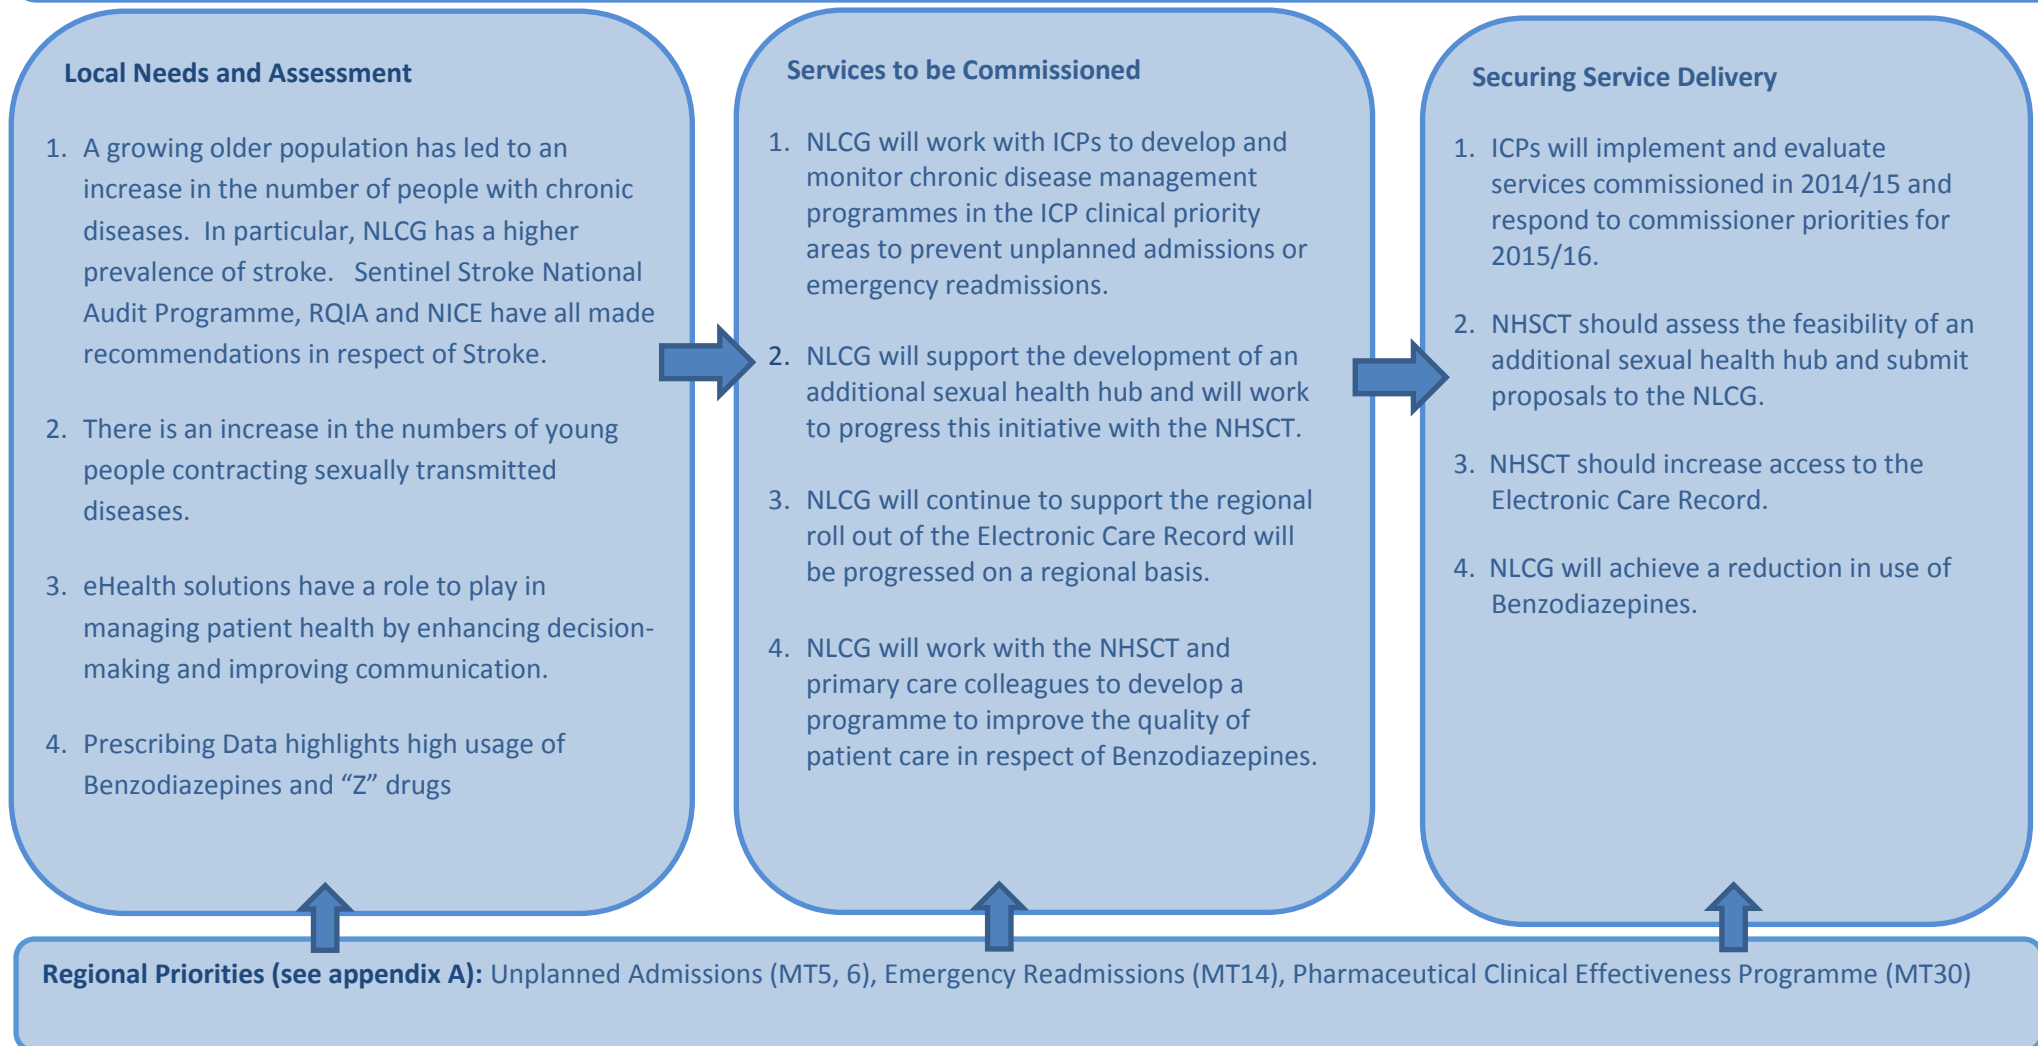 Local Needs and Assessment
1. A growing older population has led to an
increase in the number of people with chronic
diseases. In particular, NLCG has a higher
prevalence of stroke. Sentinel Stroke National
Audit Programme, RQIA and NICE have all made
recommendations in respect of Stroke.
2. There is an increase in the numbers of young
people contracting sexually transmitted
diseases.
3. eHealth solutions have a role to play in
managing patient health by enhancing decision-
making and improving communication.
4. Prescribing Data highlights high usage of
Benzodiazepines and “Z” drugs
Services to be Commissioned
1. NLCG will work with ICPs to develop and
monitor chronic disease management
programmes in the ICP clinical priority
areas to prevent unplanned admissions or
emergency readmissions.
2. NLCG will support the development of an
additional sexual health hub and will work
to progress this initiative with the NHSCT.
3. NLCG will continue to support the regional
roll out of the Electronic Care Record will
be progressed on a regional basis.
4. NLCG will work with the NHSCT and
primary care colleagues to develop a
programme to improve the quality of
patient care in respect of Benzodiazepines.
Securing Service Delivery
1. ICPs will implement and evaluate
services commissioned in 2014/15 and
respond to commissioner priorities for
2015/16.
2. NHSCT should assess the feasibility of an
additional sexual health hub and submit
proposals to the NLCG.
3. NHSCT should increase access to the
Electronic Care Record.
4. NLCG will achieve a reduction in use of
Benzodiazepines.
Regional Priorities (see appendix A): Unplanned Admissions (MT5, 6), Emergency Readmissions (MT14), Pharmaceutical Clinical Effectiveness Programme (MT30)